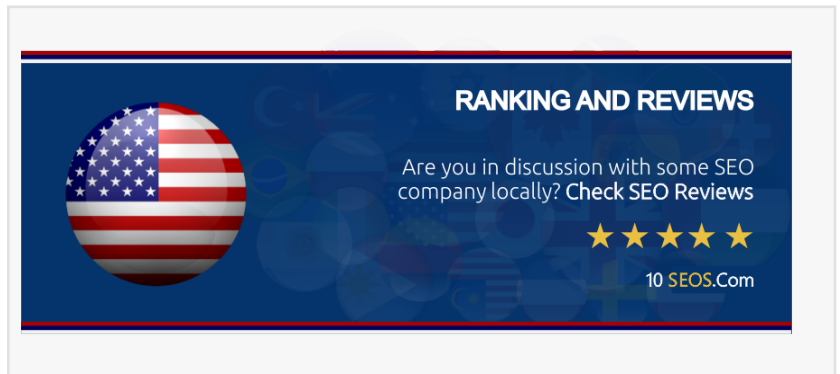 RANKING AND REVIEWS
Are you in discussion with some SEO
company locally? Check SEO Reviews
10 SEOS.Com